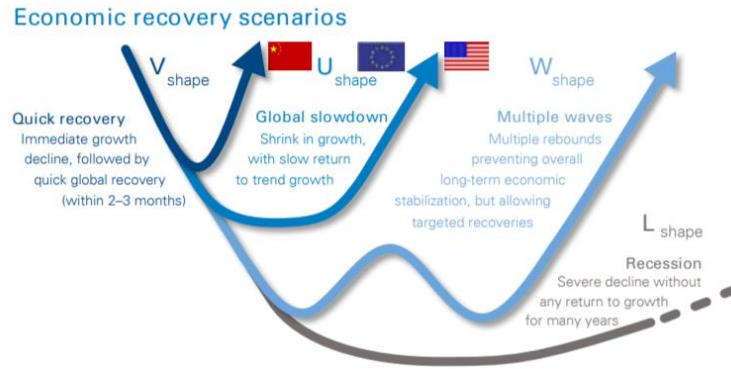 Economic recovery scenarios
V shape
U shape
W shape
Quick recovery
Immediate growth
decline, followed by
quick global recovery
(within 2–3 months)
Global slowdown
Shrink in growth,
with slow return
to trend growth
Multiple waves
Multiple rebounds
preventing overall
long-term economic
stabilization, but allowing
targeted recoveries
L shape
Recession
Severe decline without
any return to growth
for many years